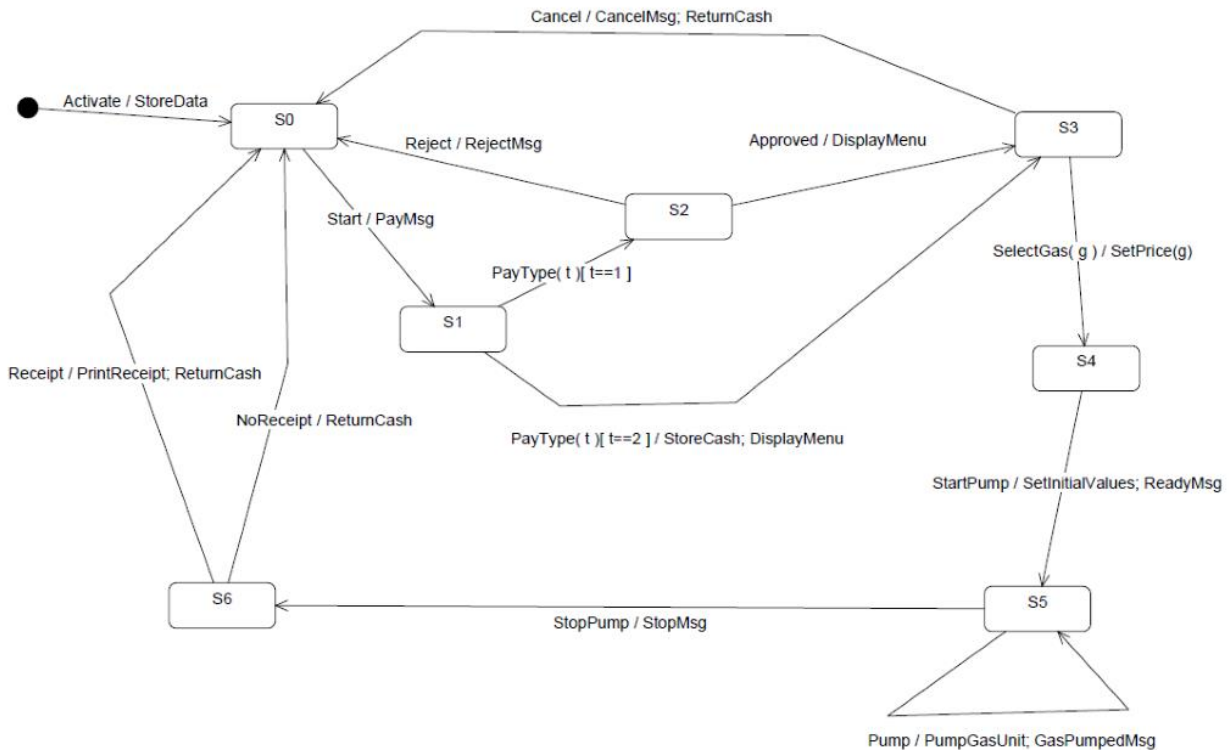 Cancel / CancelMsg; ReturnCash
Activate / StoreData
S0
S3
Reject / RejectMsg
Approved / DisplayMenu
S2
Start / PayMsg
SelectGas( g ) / SetPrice(g)
PayType( t )[ t==1 ]
S1
S4
Receipt / PrintReceipt; ReturnCash
NoReceipt / ReturnCash
PayType( t )[ t==2 ] / StoreCash; DisplayMenu
StartPump / SetInitialValues; ReadyMsg
S6
S5
StopPump / StopMsg
Pump / PumpGasUnit; GasPumpedMsg